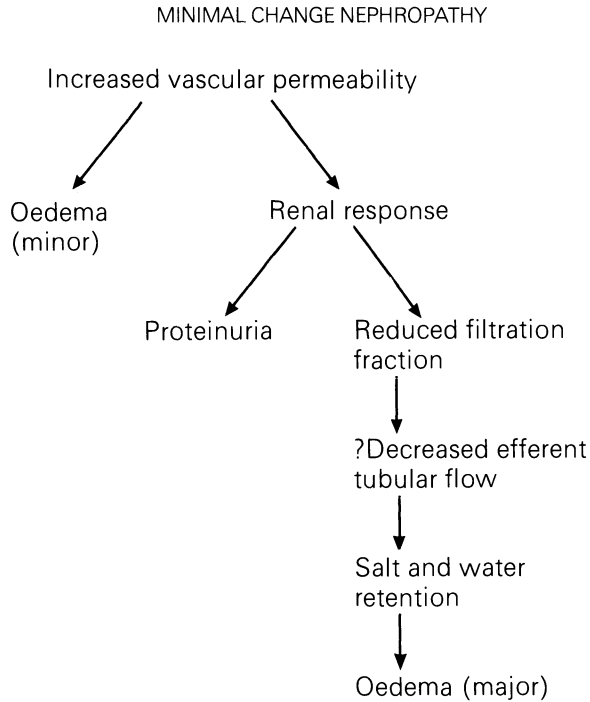 MINIMAL CHANGE NEPHROPATHY
Increased vascular permeability
Oedema
(minor)
Renal response
Proteinuria
Reduced filtration
fraction
?Decreased efferent
tubular flow
Salt and water
retention
Oedema (major)